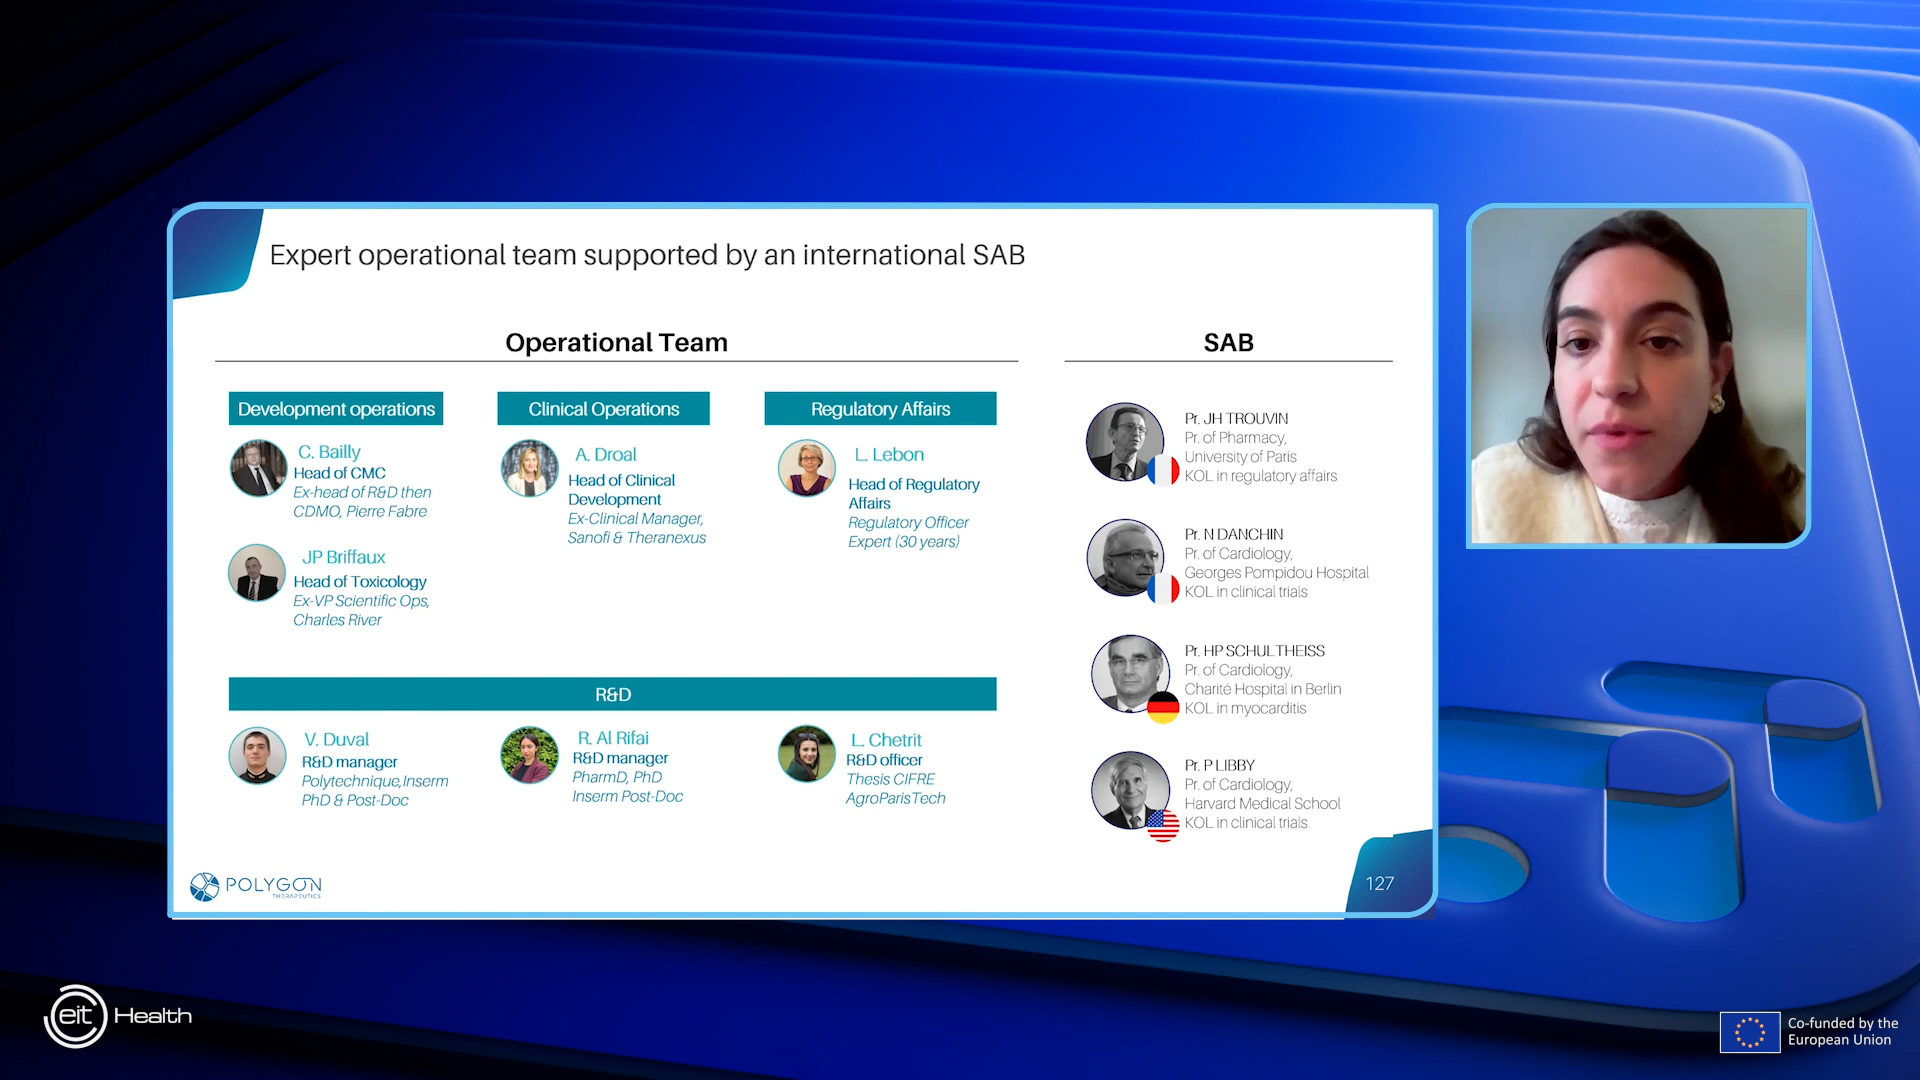 Expert operational team supported by an international SAB
Operational Team
Development operations
C. Bailly
Head of CMC
Ex-head of R&D then
CDMO, Pierre Fabre
JP Briffaux
Head of Toxicology
Ex-VP Scientific Ops,
Charles River
Clinical Operations
A. Droal
Head of Clinical
Development
Ex-Clinical Manager,
Sanofi & Theranexus
Regulatory Affairs
L. Lebon
Head of Regulatory
Affairs
Regulatory Officer
Expert (30 years)
R&D
V. Duval
R&D manager
Polytechnique, Inserm
PhD & Post-Doc
R. Al Rifai
R&D manager
PharmD, PhD
Inserm Post-Doc
L. Chetrit
R&D officer
Thesis CIFRE
AgroParisTech
SAB
Pr. JH TROUVIN
Pr. of Pharmacy,
University of Paris
KOL in regulatory affairs
Pr. N DANCHIN
Pr. of Cardiology,
Georges Pompidou Hospital
KOL in clinical trials
Pr. HP SCHULTHEISS
Pr. of Cardiology,
Charité Hospital in Berlin
KOL in myocarditis
Pr. P LIBBY
Pr. of Cardiology,
Harvard Medical School
KOL in clinical trials
POLYGON
THERAPEUTICS
127
eit Health
Co-funded by the
European Union